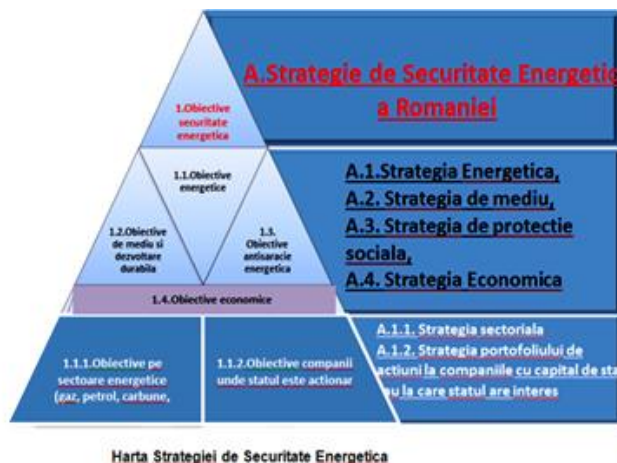 A.Strategie de Securitate Energetic
a Romaniei
1.Obiective
securitate
energetica
1.1.Obiective
energetice
1.2.Obiective
de mediu si
dezvoltare
durabila
1.3.
Obiective
antisaracie
energetica
A.1.Strategia Energetica,
A.2. Strategia de mediu,
A.3. Strategia de protectie
sociala,
A.4. Strategia Economica
1.4.Obiective economice
1.1.1.Obiective pe
sectoare energetice
(gaz, petrol, carbune,
1.1.2.Obiective companii
unde statul este actionar
A.1.1. Strategia sectoriala
A.1.2. Strategia portofoliului de
actiuni la companiile cu capital de sta
au la care statul are interes
Harta Strategiei de Securitate Energetica